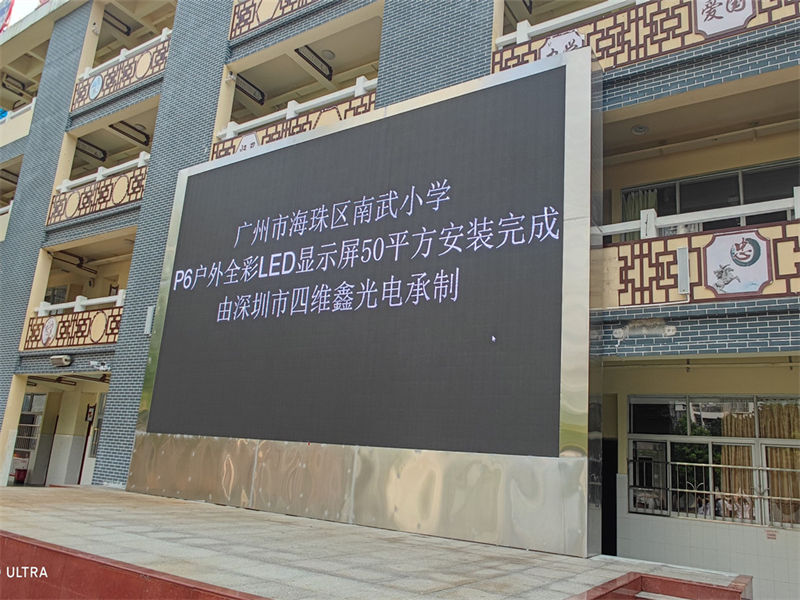 爱国
广州市海珠区南武小学
P6户外全彩LED显示屏50平方安装完成
由深圳市四维鑫光电承制
ULTRA